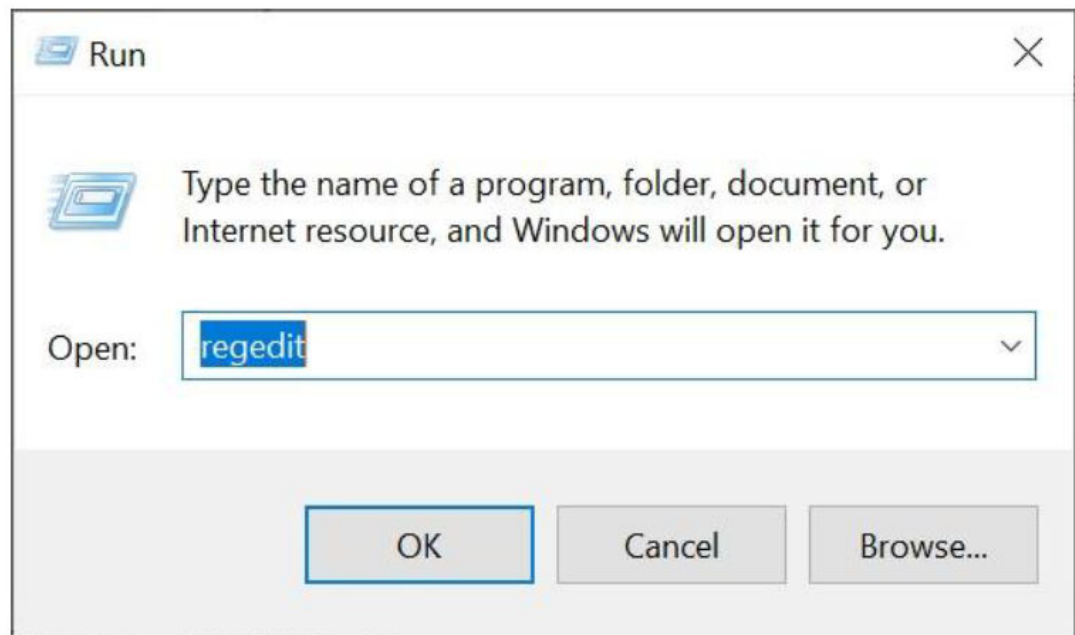 Run
Type the name of a program, folder, document, or
Internet resource, and Windows will open it for you.
Open:
regedit
OK
Cancel
Browse...